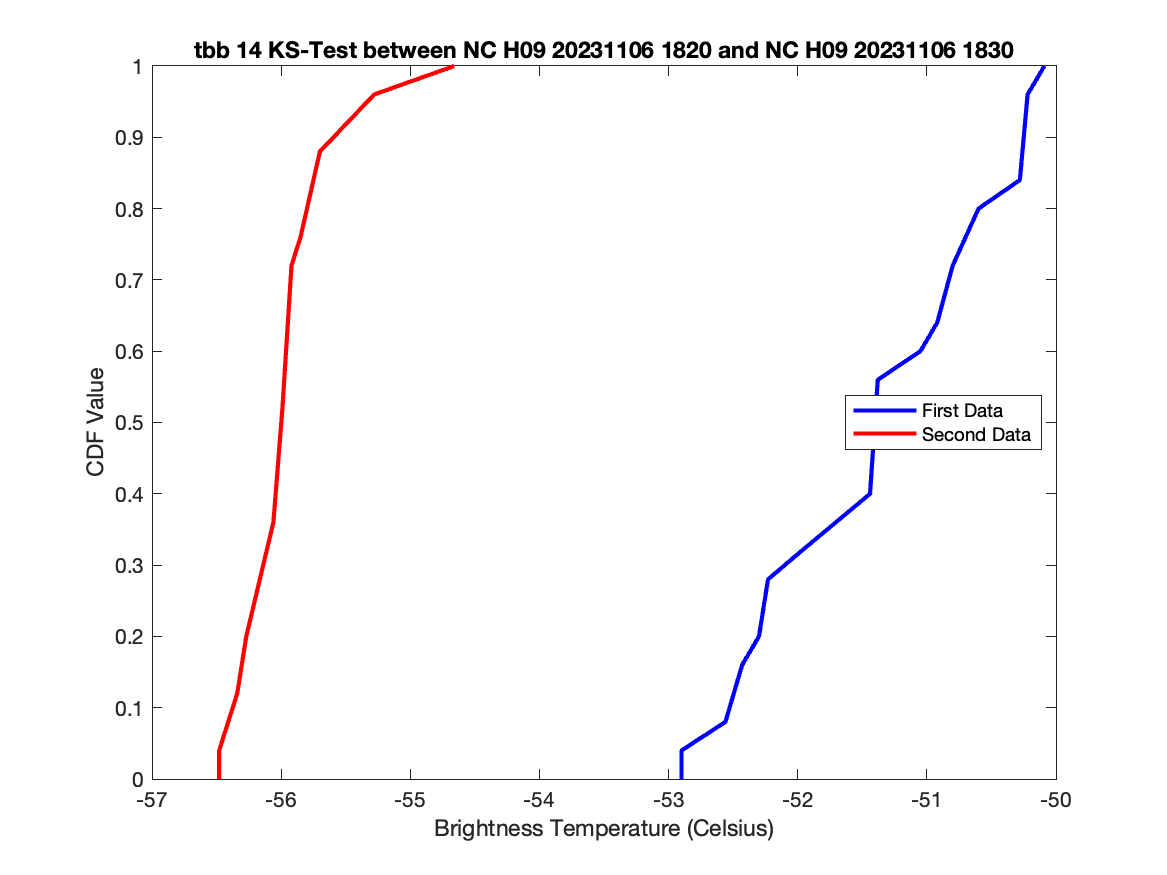 tbb 14 KS-Test between NC H09 20231106 1820 and NC H09 20231106 1830
1
0.9
0.8
0.7
0.6
0.5
0.4
0.3
0.2
0.1
0
CDF Value
First Data
Second Data
-57 -56 -55 -54 -53 -52 -51 -50
Brightness Temperature (Celsius)